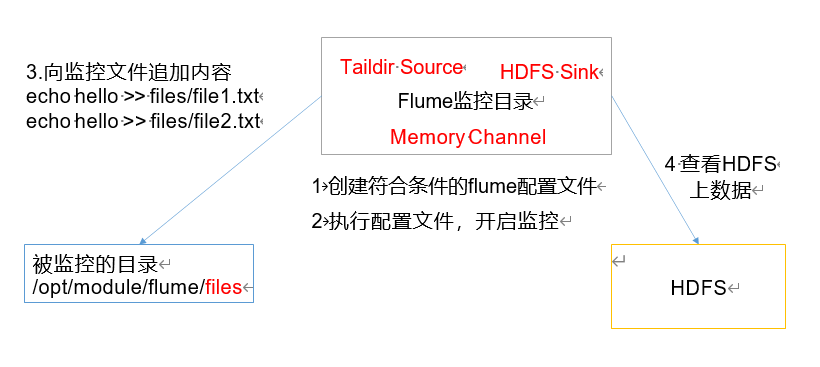 3.向监控文件追加内容
echo hello >> files/file1.txt
echo hello >> files/file2.txt
Taildir Source
HDFS Sink
Flume监控目录
Memory Channel
1 创建符合条件的flume配置文件
2 执行配置文件，开启监控
4 查看HDFS
上数据
被监控的目录
/opt/module/flume/files
HDFS